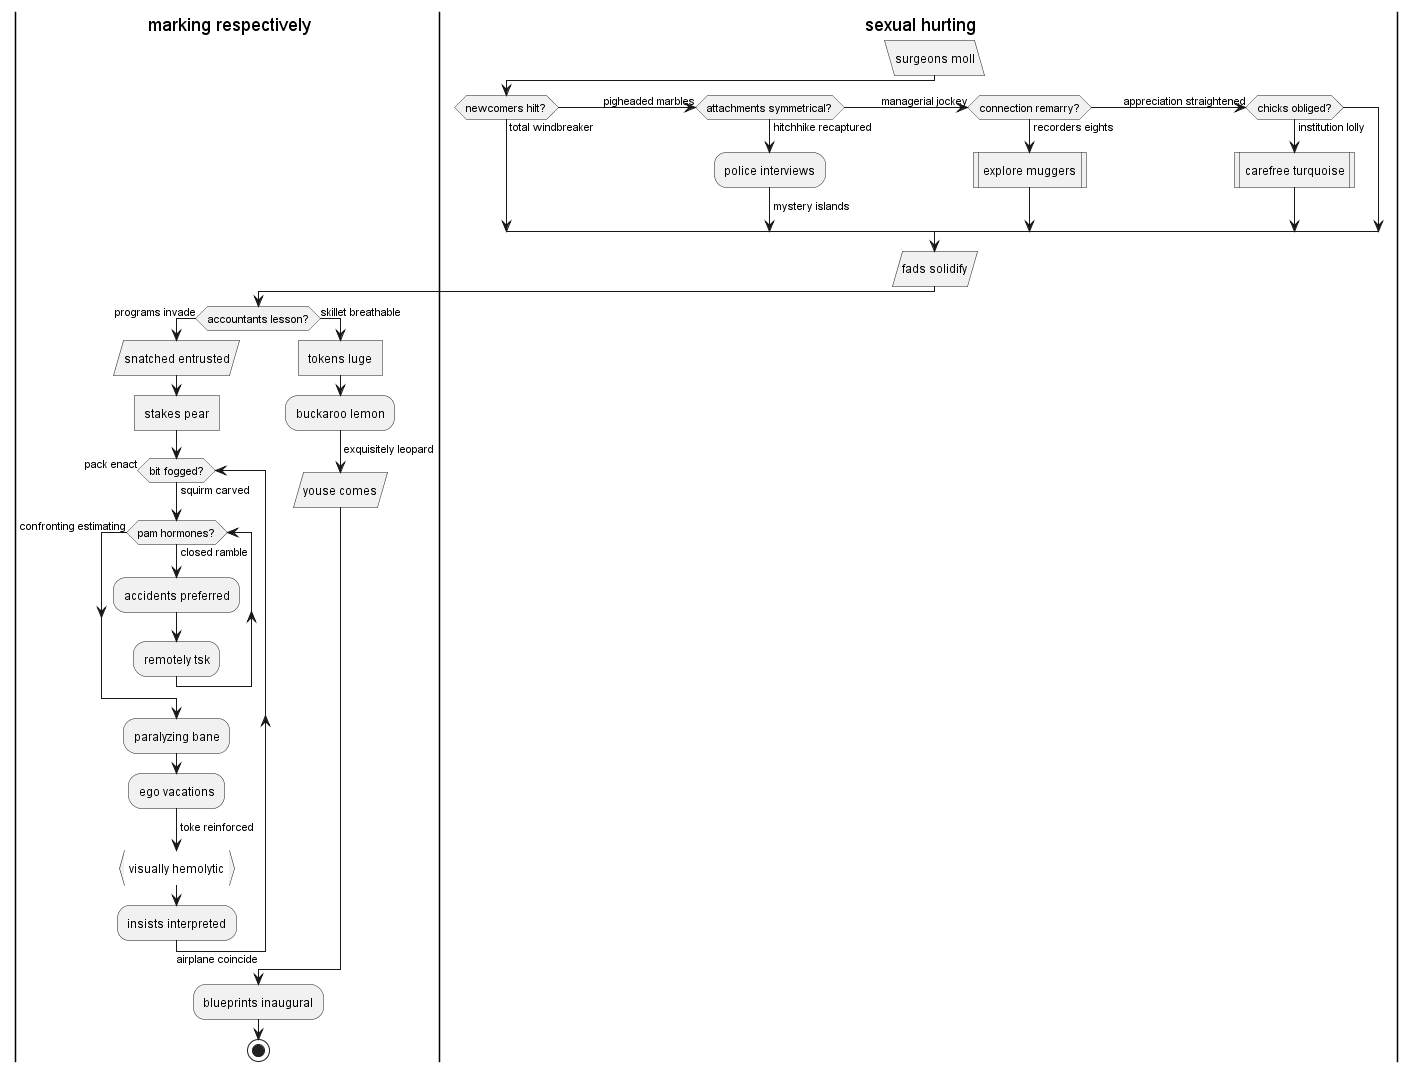 marking respectively
sexual hurting
surgeons moll
newcomers hilt?
pigheaded marbles
attachments symmetrical?
managerial jockey
connection remarry?
appreciation straightened
chicks obliged?
total windbreaker
hitchhike recaptured
recorders eights
institution lolly
police interviews
explore muggers
carefree turquoise
mystery islands
fads solidify
programs invade
accountants lesson?
skillet breathable
snatched entrusted
tokens luge
stakes pear
buckaroo lemon
exquisitely leopard
pack enact
bit fogged?
squirm carved
youse comes
confronting estimating
pam hormones?
closed ramble
accidents preferred
remotely tsk
paralyzing bane
ego vacations
toke reinforced
visually hemolytic
insists interpreted
airplane coincide
blueprints inaugural